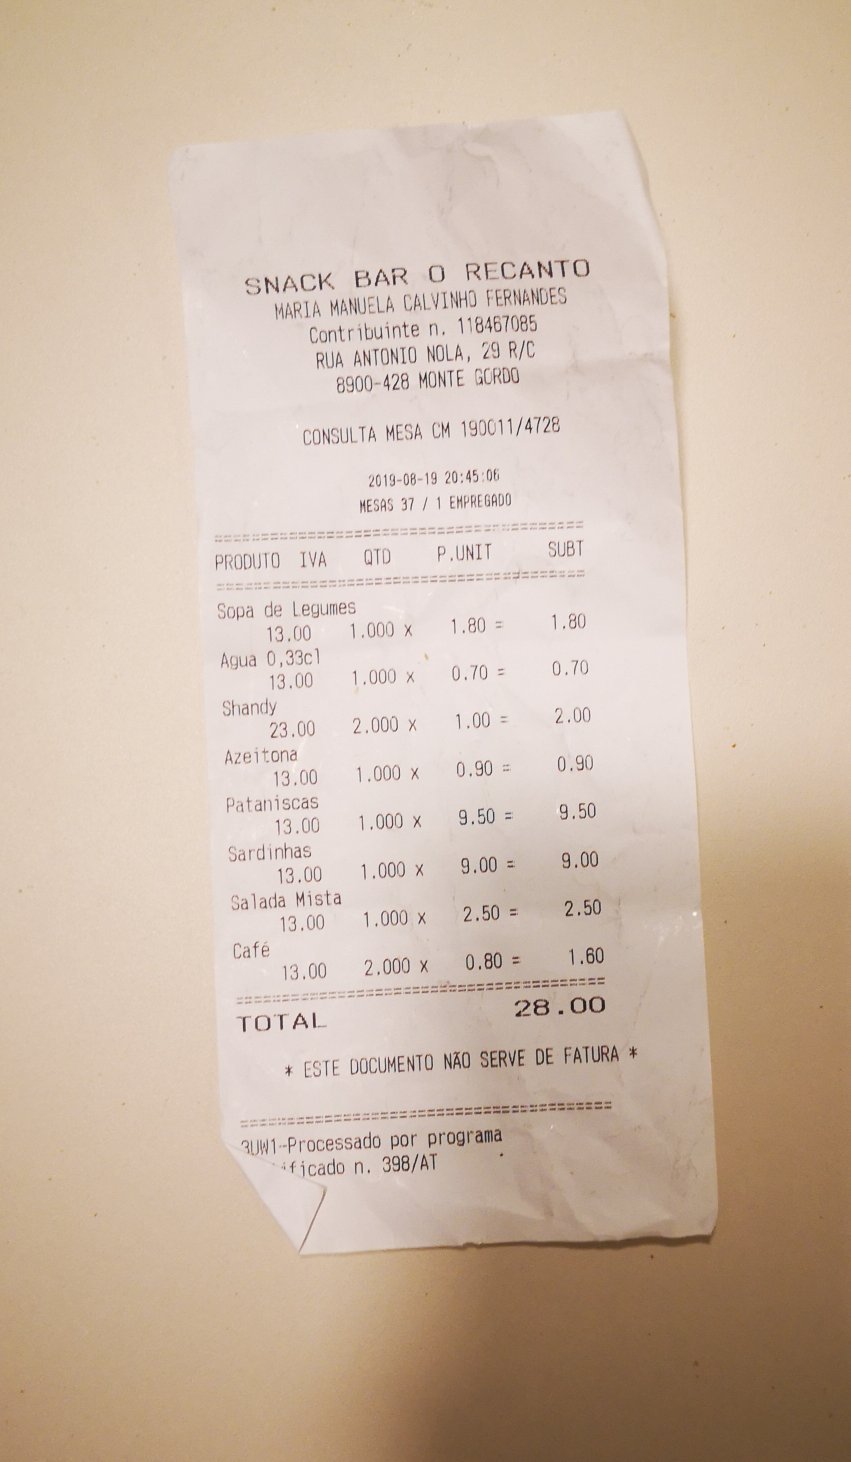 SNACK BAR O RECANTO
MARIA MANUELA CALVINHO FERNANDES
Contribuinte n. 118467085
RUA ANTONIO NOLA, 29 R/C
8900-428 MONTE GORDO
CONSULTA MESA CM 190011/4728
2019-08-19 20:45:06
MESAS 37 / 1 EMPREGADO
PRODUTO IVA QTD P.UNIT SUBT
Sopa de Legumes
13.00 1.000 x 1.80 = 1.80
Agua 0,33cl
13.00 1.000 x 0.70 = 0.70
Shandy
23.00 2.000 x 1.00 = 2.00
Azeitona
13.00 1.000 x 0.90 = 0.90
Pataniscas
13.00 1.000 x 9.50 = 9.50
Sardinhas
13.00 1.000 x 9.00 = 9.00
Salada Mista
13.00 1.000 x 2.50 = 2.50
Café
13.00 2.000 x 0.80 = 1.60
TOTAL 28.00
* ESTE DOCUMENTO NÃO SERVE DE FATURA *
Processado por programa
n. 398/AT